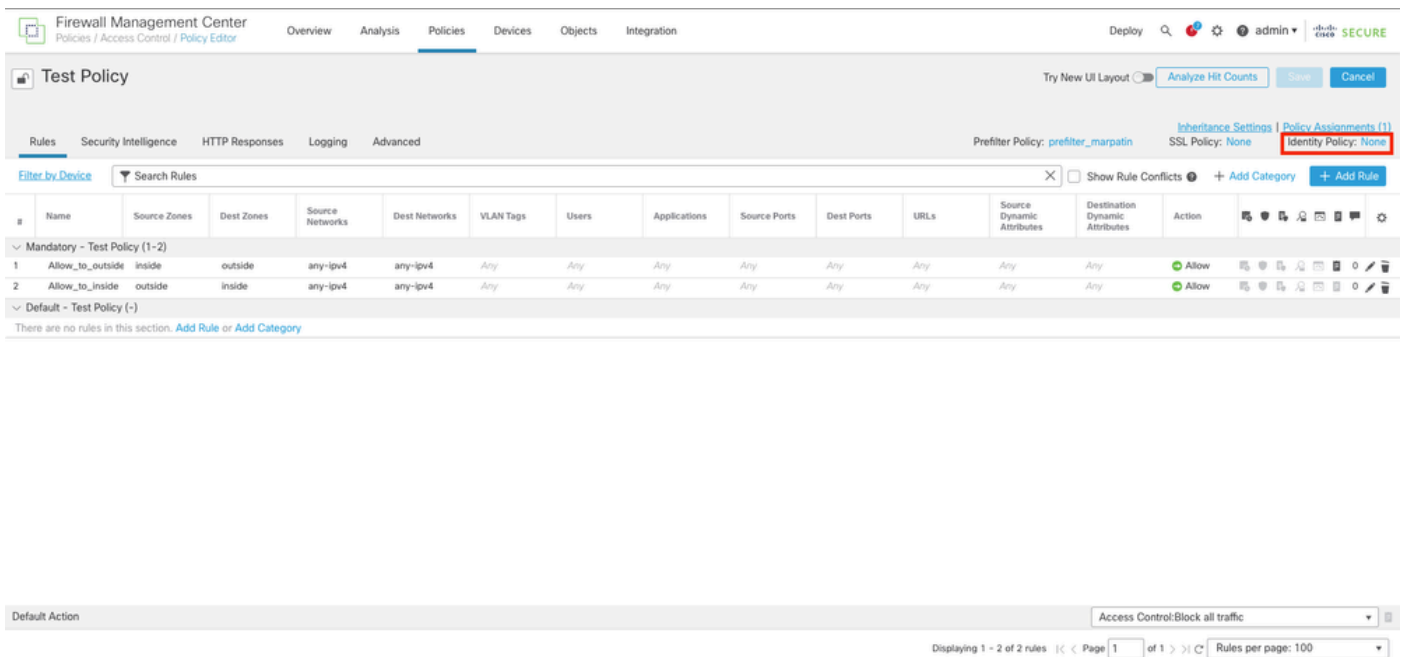 Firewall Management Center
Policies / Access Control / Policy Editor
Overview Analysis Policies Devices Objects Integration
Deploy admin cisco SECURE
Test Policy
Try New UI Layout Analyze Hit Counts Save Cancel
Inheritance Settings | Policy Assignments (1)
Rules Security Intelligence HTTP Responses Logging Advanced
Prefilter Policy: prefilter_marpatin SSL Policy: None Identity Policy: None
Filter by Device Search Rules Show Rule Conflicts + Add Category + Add Rule
# Name Source Zones Dest Zones Source Networks Dest Networks VLAN Tags Users Applications Source Ports Dest Ports URLs Source Dynamic Attributes Destination Dynamic Attributes Action
Mandatory - Test Policy (1-2)
1 Allow_to_outside inside outside any-ipv4 any-ipv4 Any Any Any Any Any Any Any Any Allow 0
2 Allow_to_inside outside inside any-ipv4 any-ipv4 Any Any Any Any Any Any Any Any Allow 0
Default - Test Policy (-)
There are no rules in this section. Add Rule or Add Category
Default Action Access Control:Block all traffic
Displaying 1 - 2 of 2 rules Page 1 of 1 Rules per page: 100